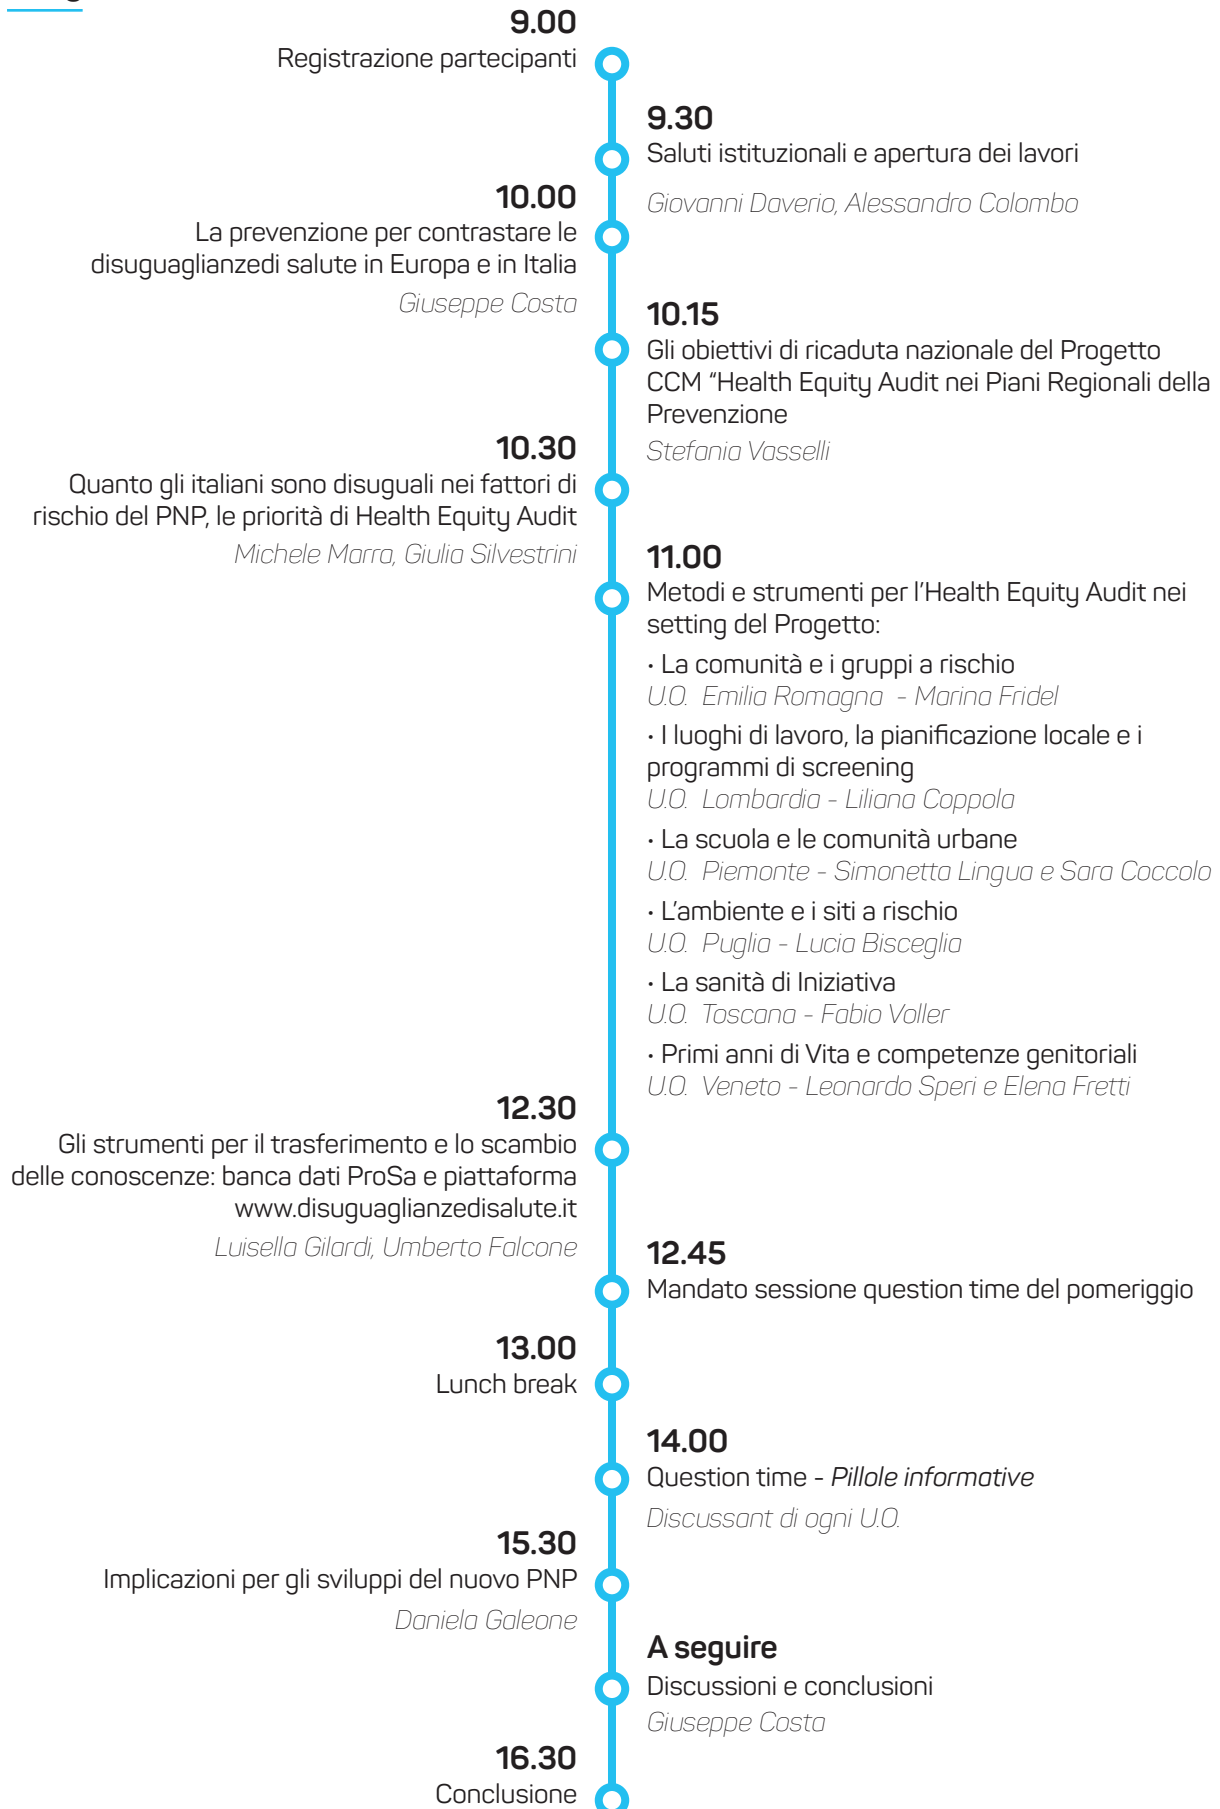 9.00
Registrazione partecipanti
9.30
Saluti istituzionali e apertura dei lavori
Giovanni Daverio, Alessandro Colombo
10.00
La prevenzione per contrastare le
disuguaglianzedi salute in Europa e in Italia
Giuseppe Costa
10.15
Gli obiettivi di ricaduta nazionale del Progetto
CCM “Health Equity Audit nei Piani Regionali della
Prevenzione
Stefania Vasselli
10.30
Quanto gli italiani sono disuguali nei fattori di
rischio del PNP, le priorità di Health Equity Audit
Michele Marra, Giulia Silvestrini
11.00
Metodi e strumenti per l’Health Equity Audit nei
setting del Progetto:
• La comunità e i gruppi a rischio
U.O. Emilia Romagna - Marina Fridel
• I luoghi di lavoro, la pianificazione locale e i
programmi di screening
U.O. Lombardia - Liliana Coppola
• La scuola e le comunità urbane
U.O. Piemonte - Simonetta Lingua e Sara Coccolo
• L’ambiente e i siti a rischio
U.O. Puglia - Lucia Bisceglia
• La sanità di Iniziativa
U.O. Toscana - Fabio Voller
• Primi anni di Vita e competenze genitoriali
U.O. Veneto - Leonardo Speri e Elena Fretti
12.30
Gli strumenti per il trasferimento e lo scambio
delle conoscenze: banca dati ProSa e piattaforma
www.disuguaglianzedisalute.it
Luisella Gilardi, Umberto Falcone
12.45
Mandato sessione question time del pomeriggio
13.00
Lunch break
14.00
Question time - Pillole informative
Discussant di ogni U.O.
15.30
Implicazioni per gli sviluppi del nuovo PNP
Daniela Galeone
A seguire
Discussioni e conclusioni
Giuseppe Costa
16.30
Conclusione